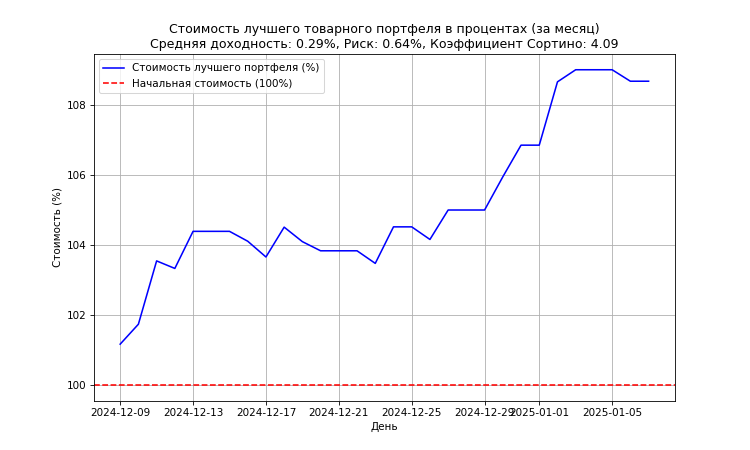 Стоимость лучшего товарного портфеля в процентах (за месяц)
Средняя доходность: 0.29%, Риск: 0.64%, Коэффициент Сортино: 4.09
Стоимость лучшего портфеля (%)
Начальная стоимость (100%)
Стоимость (%)
108
106
104
102
100
2024-12-09 2024-12-13 2024-12-17 2024-12-21 2024-12-25 2024-12-29 2025-01-01 2025-01-05
День